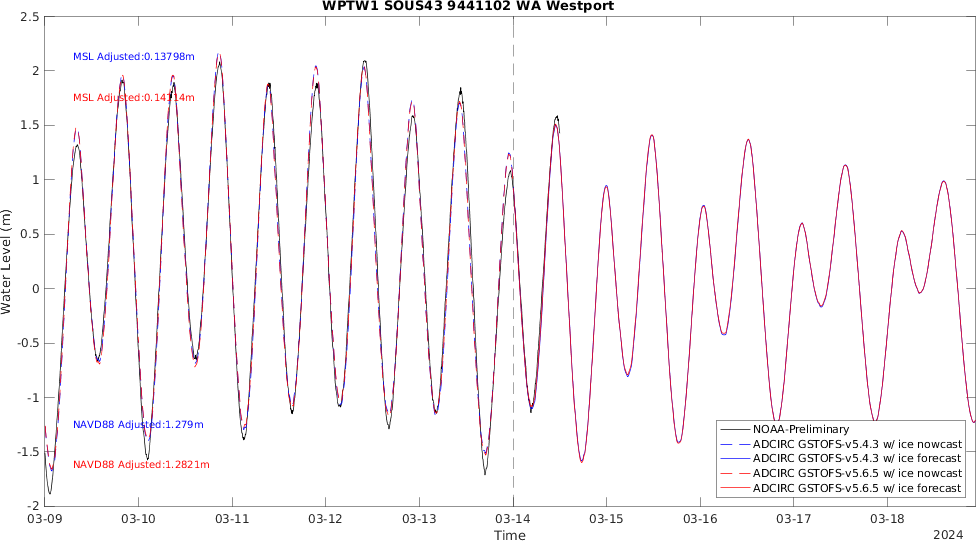 WPTW1 SOUS43 9441102 WA Westport
2.5
2
1.5
1
0.5
0
-0.5
-1
-1.5
-2
Water Level (m)
MSL Adjusted:0.13798m
MSL Adjusted:0.14114m
NAVD88 Adjusted:1.279m
NAVD88 Adjusted:1.2821m
NOAA-Preliminary
ADCIRC GSTOFS-v5.4.3 w/ ice nowcast
ADCIRC GSTOFS-v5.4.3 w/ ice forecast
ADCIRC GSTOFS-v5.6.5 w/ ice nowcast
ADCIRC GSTOFS-v5.6.5 w/ ice forecast
03-09 03-10 03-11 03-12 03-13 03-14 03-15 03-16 03-17 03-18
Time
2024